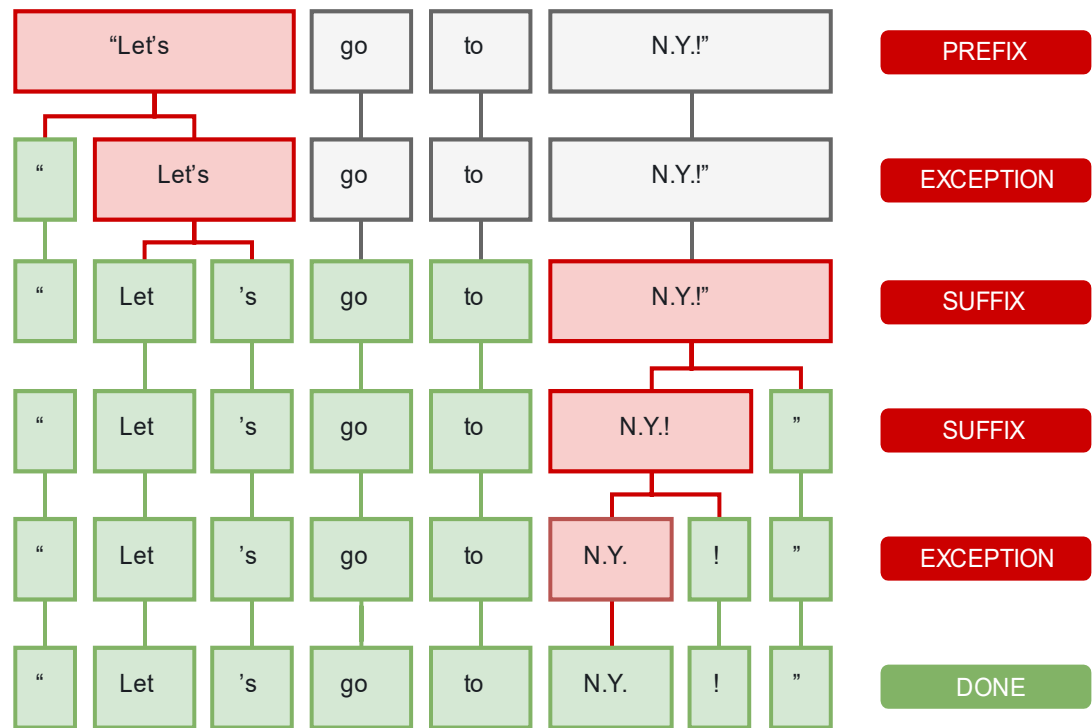 “Let’s go to N.Y.!” PREFIX
“ Let’s go to N.Y.!” EXCEPTION
“ Let ’s go to N.Y.!” SUFFIX
“ Let ’s go to N.Y.! ” SUFFIX
“ Let ’s go to N.Y. ! ” EXCEPTION
“ Let ’s go to N.Y. ! ” DONE